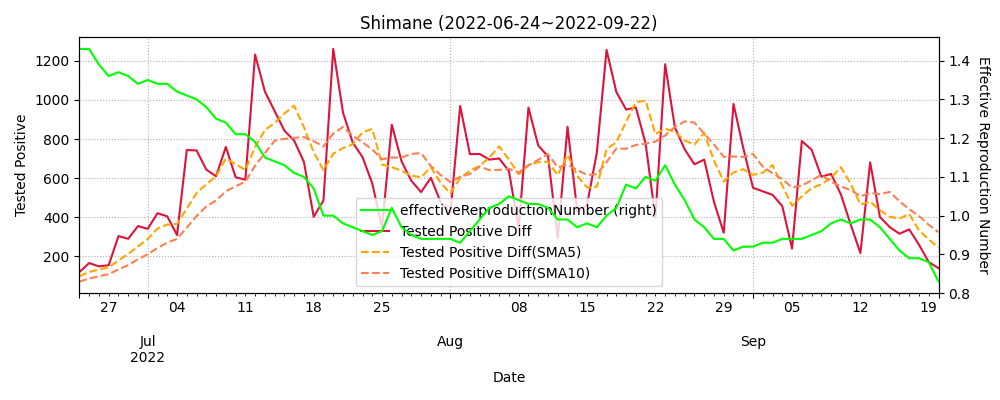 Shimane (2022-06-24~2022-09-22)
Tested Positive
1200
1000
800
600
400
200
1.4
1.3
1.2
1.1
1.0
0.9
0.8
Effective Reproduction Number
effectiveReproductionNumber (right)
Tested Positive Diff
Tested Positive Diff(SMA5)
Tested Positive Diff(SMA10)
27 04 11 18 25 08 15 22 29 05 12 19
Jul Aug Sep
2022
Date